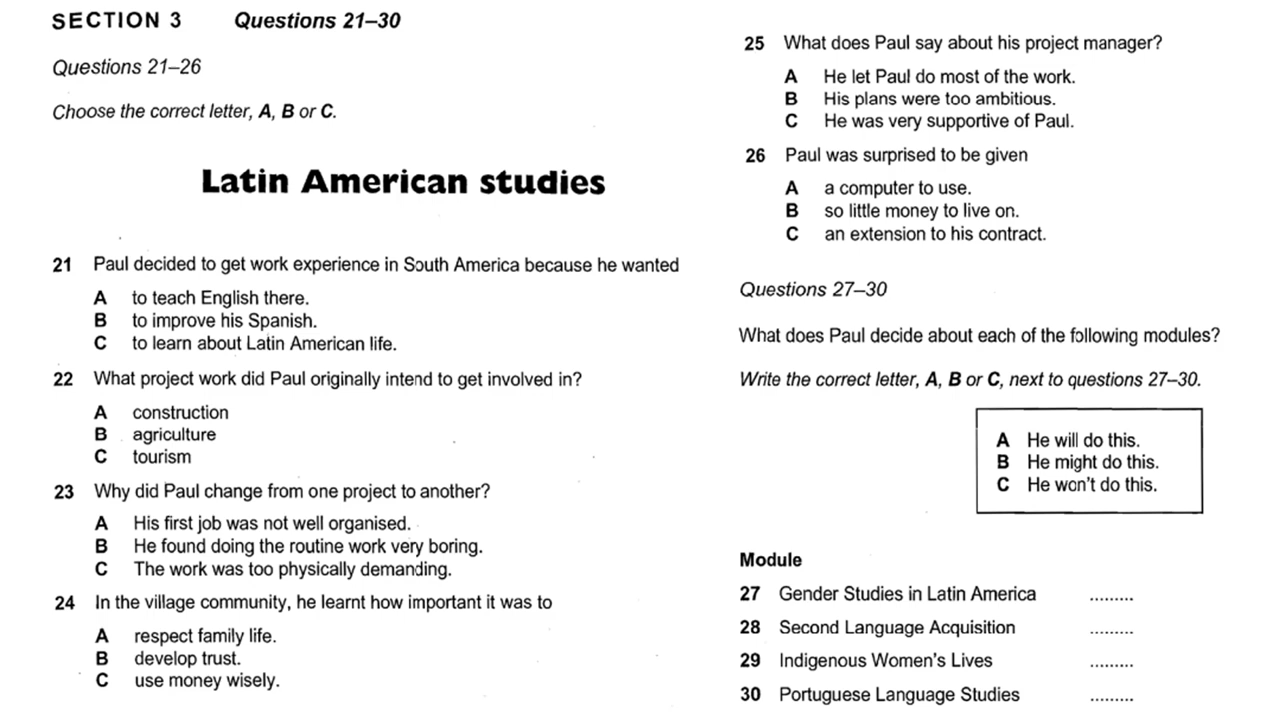 SECTION 3 Questions 21–30
Questions 21–26
Choose the correct letter, A, B or C.
Latin American studies
21 Paul decided to get work experience in South America because he wanted
A to teach English there.
B to improve his Spanish.
C to learn about Latin American life.
22 What project work did Paul originally intend to get involved in?
A construction
B agriculture
C tourism
23 Why did Paul change from one project to another?
A His first job was not well organised.
B He found doing the routine work very boring.
C The work was too physically demanding.
24 In the village community, he learnt how important it was to
A respect family life.
B develop trust.
C use money wisely.
25 What does Paul say about his project manager?
A He let Paul do most of the work.
B His plans were too ambitious.
C He was very supportive of Paul.
26 Paul was surprised to be given
A a computer to use.
B so little money to live on.
C an extension to his contract.
Questions 27–30
What does Paul decide about each of the following modules?
Write the correct letter, A, B or C, next to questions 27–30.
A He will do this.
B He might do this.
C He won't do this.
Module
27 Gender Studies in Latin America .........
28 Second Language Acquisition .........
29 Indigenous Women's Lives .........
30 Portuguese Language Studies .........